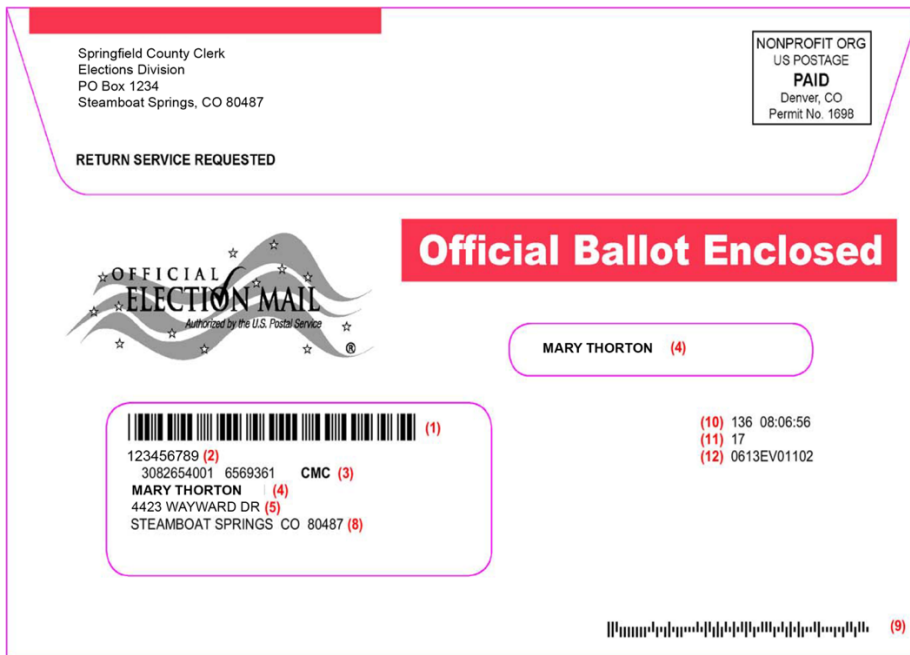 Springfield County Clerk
Elections Division
PO Box 1234
Steamboat Springs, CO 80487
RETURN SERVICE REQUESTED
NONPROFIT ORG
US POSTAGE
PAID
Denver, CO
Permit No. 1698
Official Ballot Enclosed
OFFICIAL
ELECTION MAIL
Authorized by the U.S. Postal Service
®
MARY THORTON (4)
(1)
123456789 (2)
3082654001 6569361 CMC (3)
MARY THORTON (4)
4423 WAYWARD DR (5)
STEAMBOAT SPRINGS CO 80487 (8)
(10) 136 08:06:56
(11) 17
(12) 0613EV01102
(9)